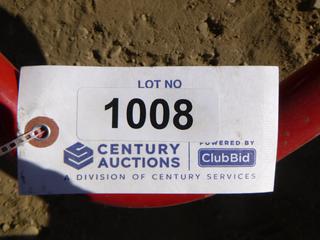 LOT NO
1008
CENTURY AUCTIONS
POWERED BY
ClubBid
A DIVISION OF CENTURY SERVICES